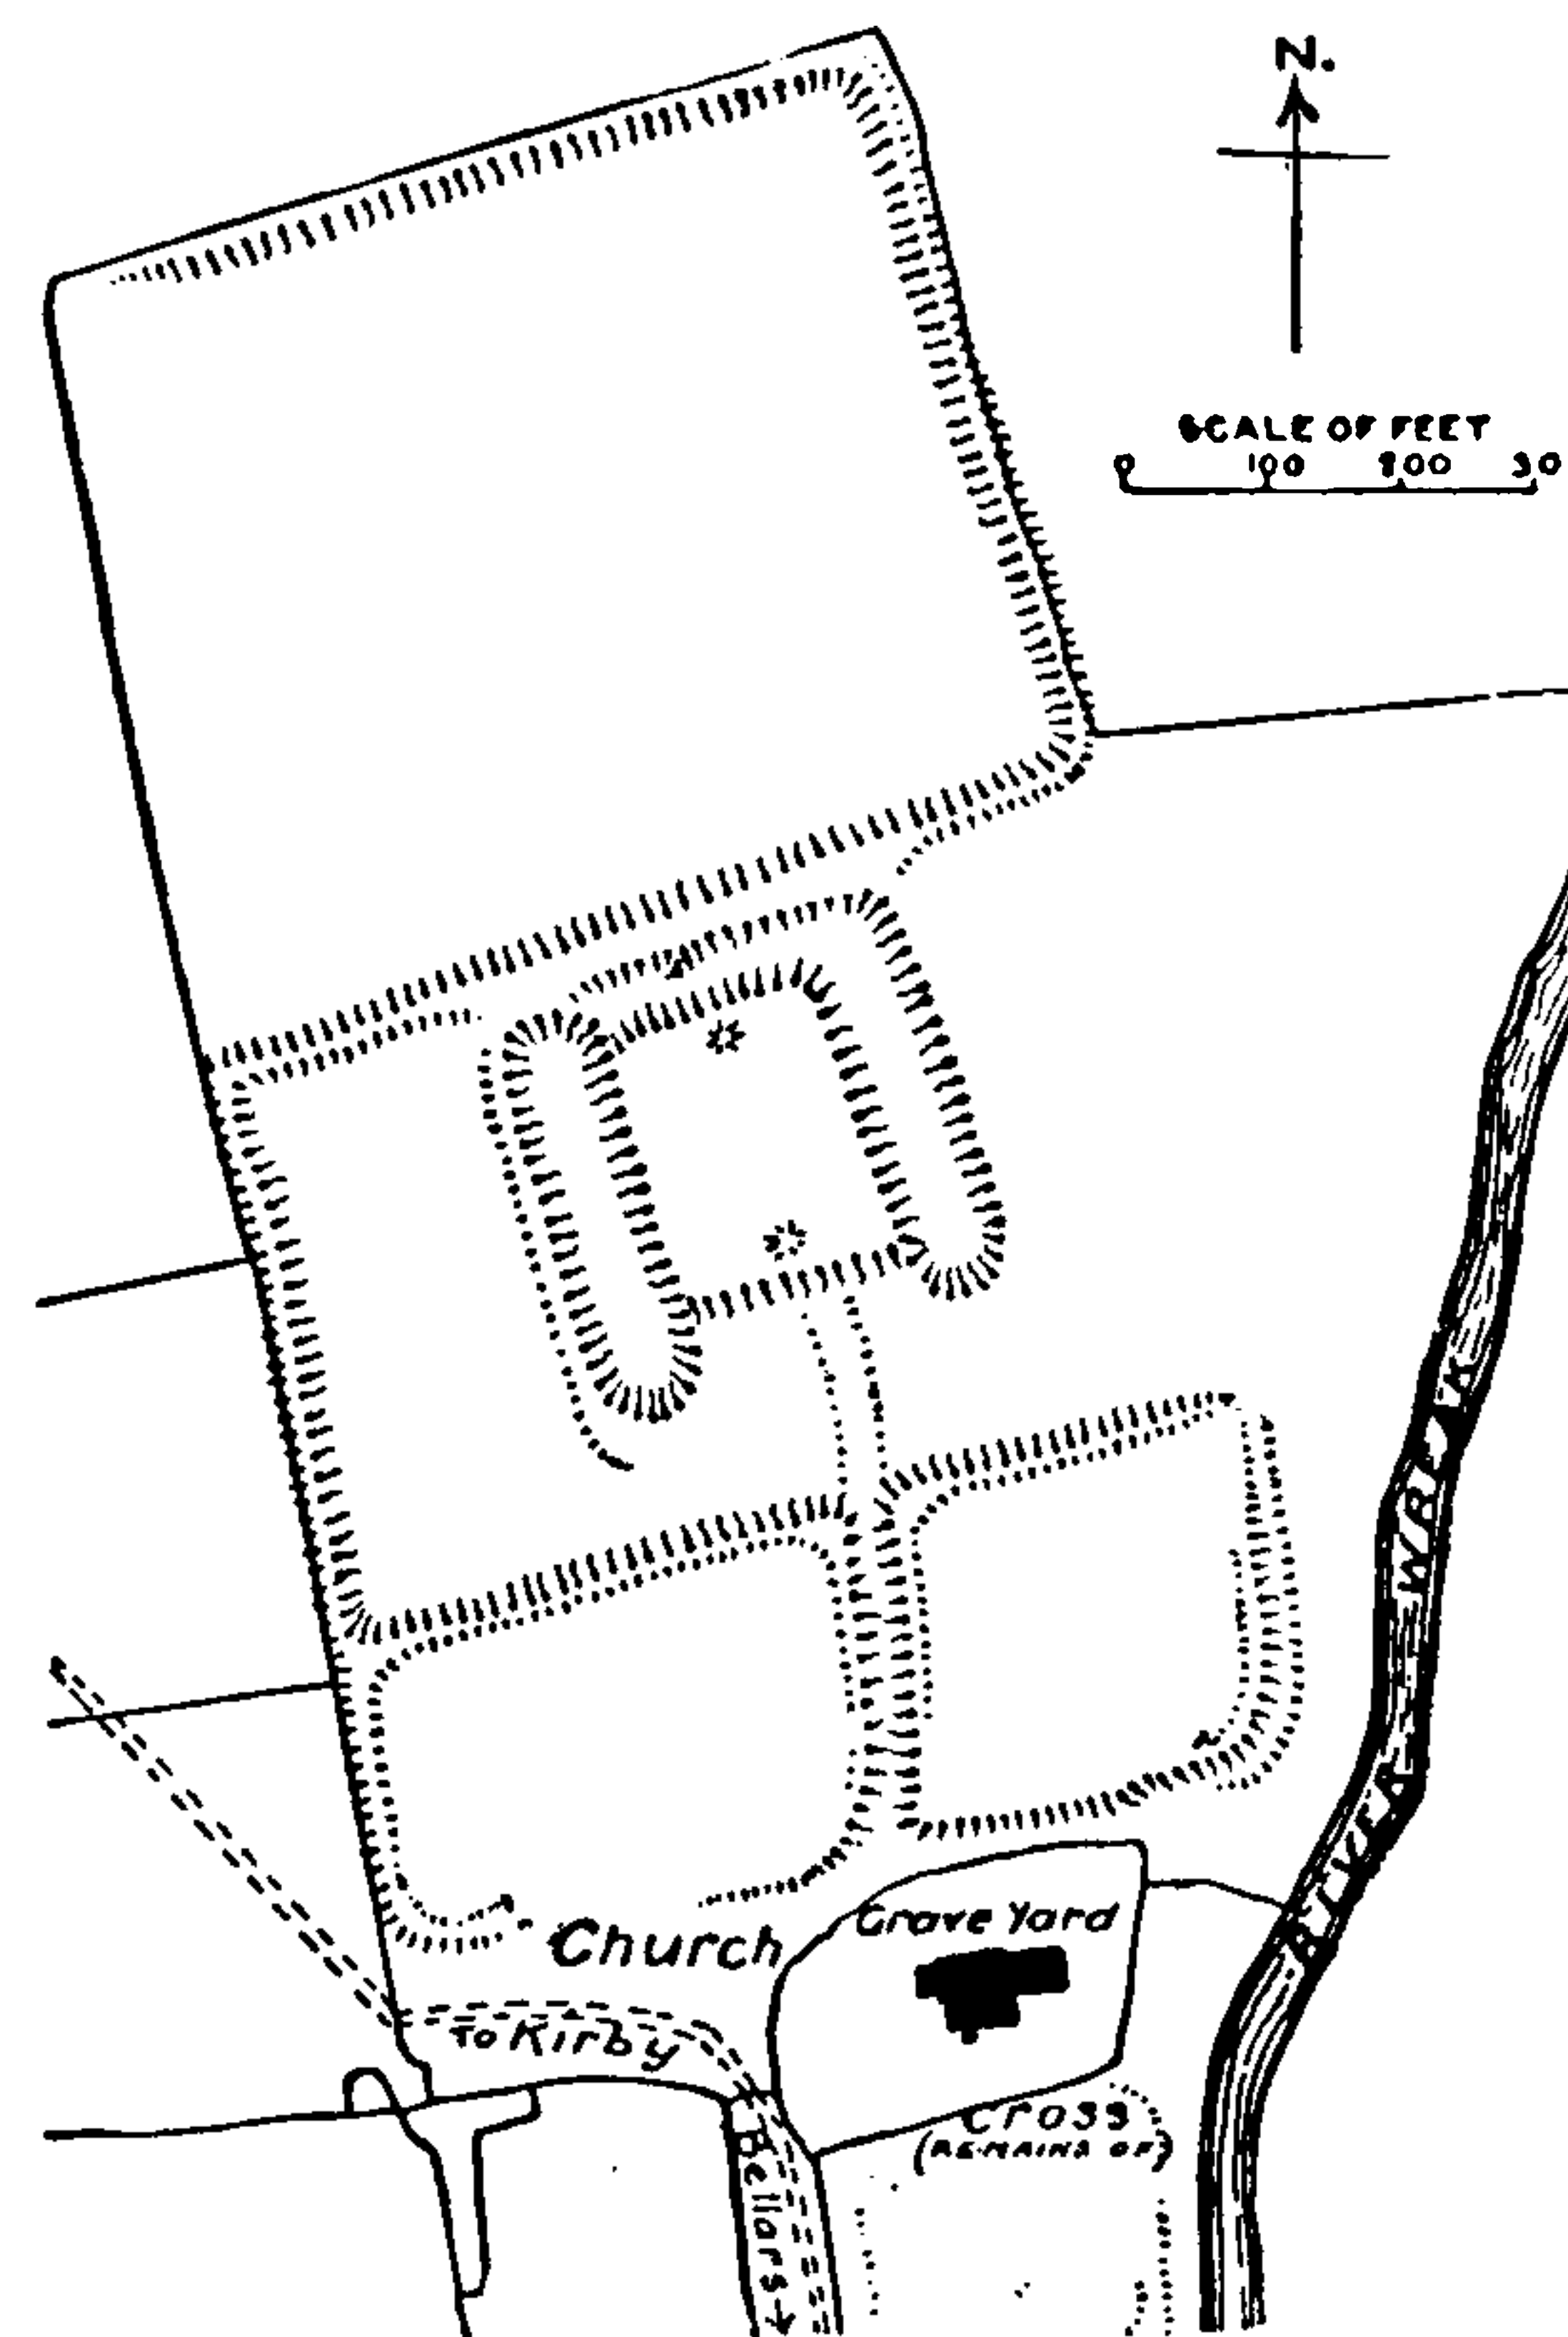 N.
SCALE OF FEET
0 100 200 30
RIVER WREAK
Church
Grave Yard
To Kirby
Cross
(REMAINS OF)
Bellars